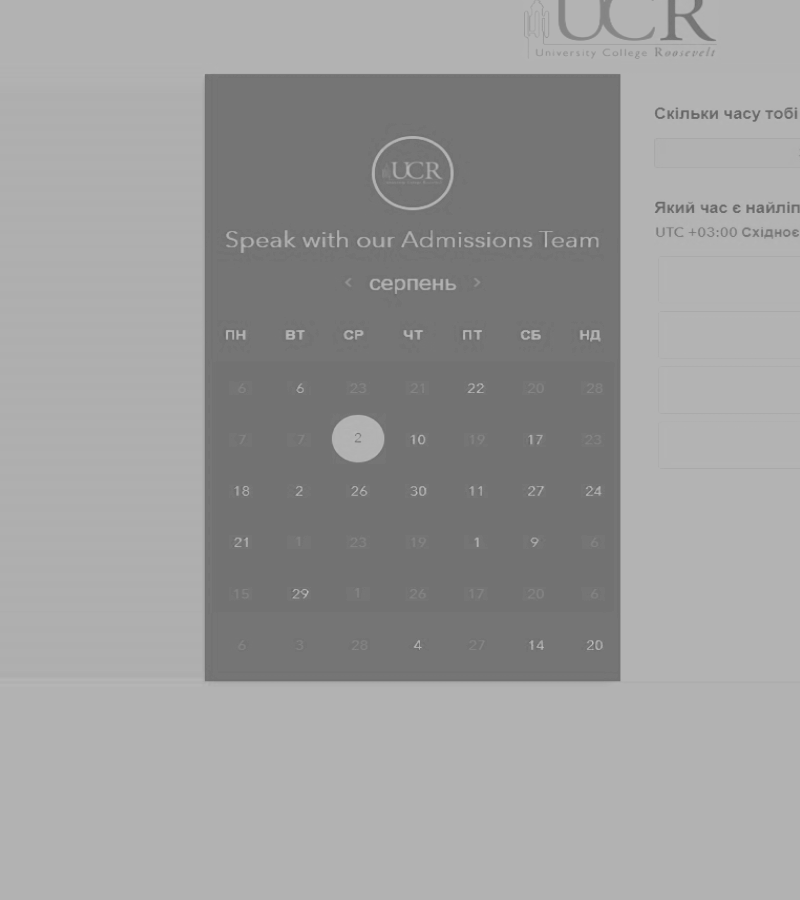 UCR
University College Roosevelt
UCR
Speak with our Admissions Team
‹ серпень ›
ПН ВТ СР ЧТ ПТ СБ НД
6 6 23 21 22 20 28
7 7 2 10 19 17 23
18 2 26 30 11 27 24
21 1 23 19 1 9 6
15 29 1 26 17 20 6
6 3 28 4 27 14 20
Скільки часу тобі
Який час є найліп
UTC +03:00 Східноє